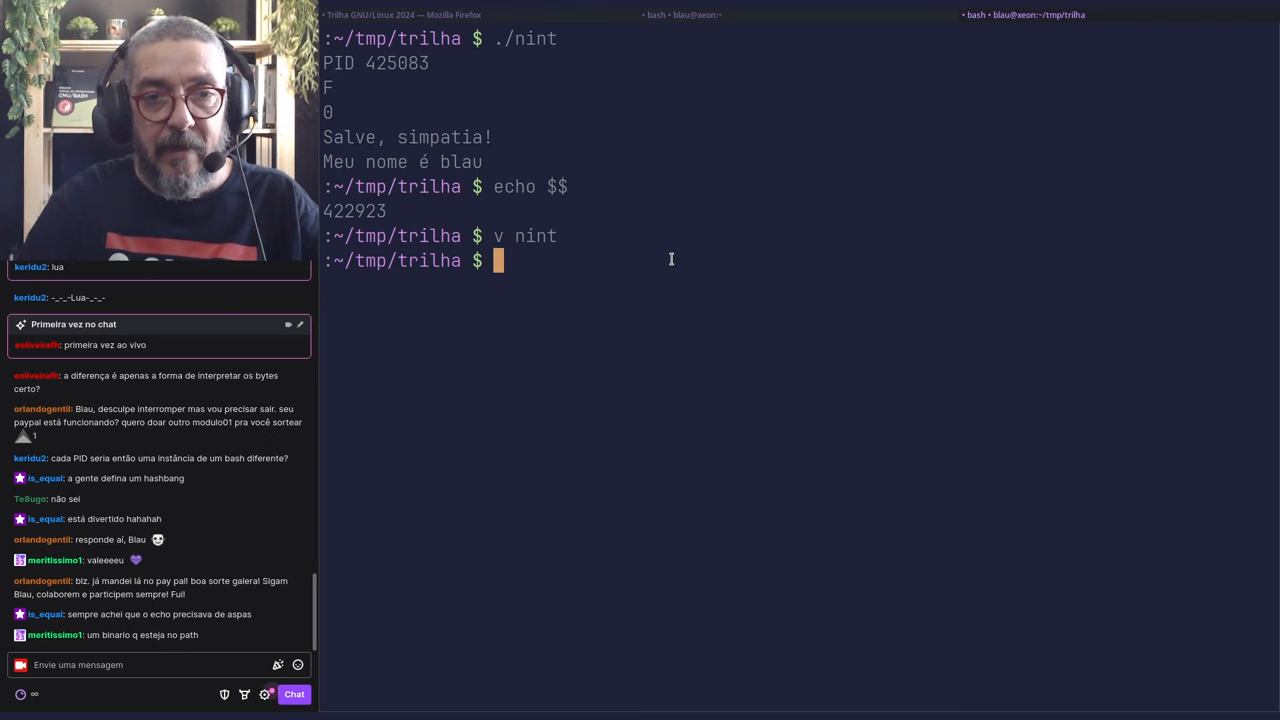 • Trilha GNU/Linux 2024 — Mozilla Firefox
• bash • blau@xeon:~
• bash • blau@xeon:~/tmp/trilha
:~/tmp/trilha $ ./nint
PID 425083
F
0
Salve, simpatia!
Meu nome é blau
:~/tmp/trilha $ echo $$
422923
:~/tmp/trilha $ v nint
:~/tmp/trilha $
GNU/BASH
keridu2: lua
keridu2: -_-_-Lua-_-_-
Primeira vez no chat
eoliveirafh: primeira vez ao vivo
eoliveirafh: a diferença é apenas a forma de interpretar os bytes
certo?
orlandogentil: Blau, desculpe interromper mas vou precisar sair. seu
paypal está funcionando? quero doar outro modulo01 pra você sortear
1
keridu2: cada PID seria então uma instância de um bash diferente?
is_equal: a gente defina um hashbang
Te8ugo: não sei
is_equal: está divertido hahahah
orlandogentil: responde aí, Blau
meritissimo1: valeeeeu
orlandogentil: blz. já mandei lá no pay pal! boa sorte galera! Sigam
Blau, colaborem e participem sempre! Fui!
is_equal: sempre achei que o echo precisava de aspas
meritissimo1: um binario q esteja no path
Envie uma mensagem
∞
Chat